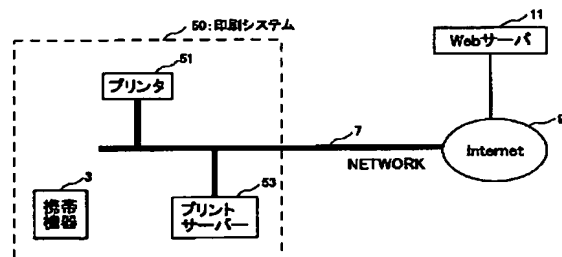 50:印刷システム
11
Webサーバ
51
プリンタ
9
7
Internet
NETWORK
3
携帯
機器
53
プリント
サーバー